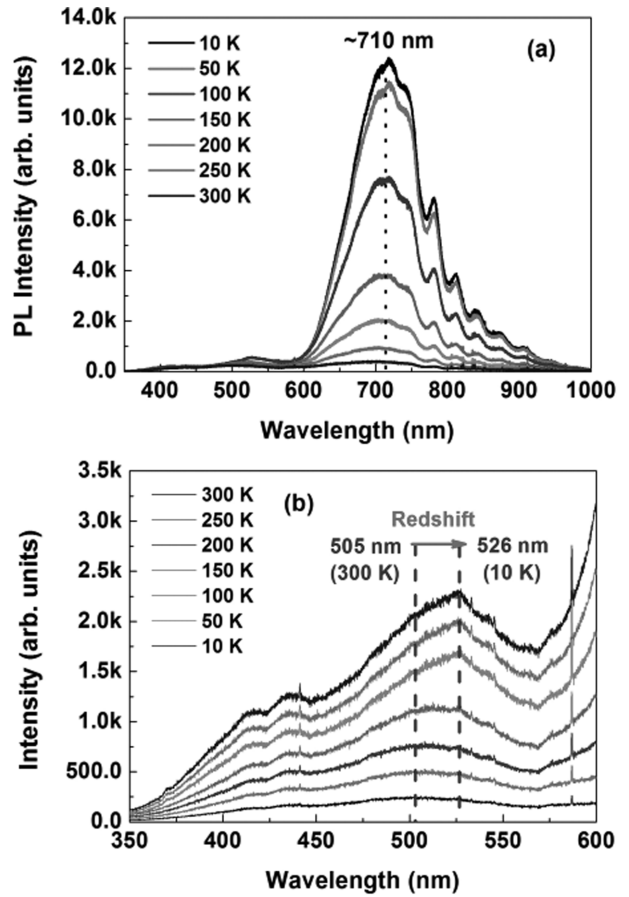 (a)
~710 nm
10 K
50 K
100 K
150 K
200 K
250 K
300 K
14.0k
12.0k
10.0k
8.0k
6.0k
4.0k
2.0k
0.0
PL Intensity (arb. units)
400 500 600 700 800 900 1000
Wavelength (nm)
(b)
300 K
250 K
200 K
150 K
100 K
50 K
10 K
Redshift
505 nm
(300 K)
526 nm
(10 K)
3.5k
3.0k
2.5k
2.0k
1.5k
1.0k
500.0
0.0
Intensity (arb. units)
350 400 450 500 550 600
Wavelength (nm)